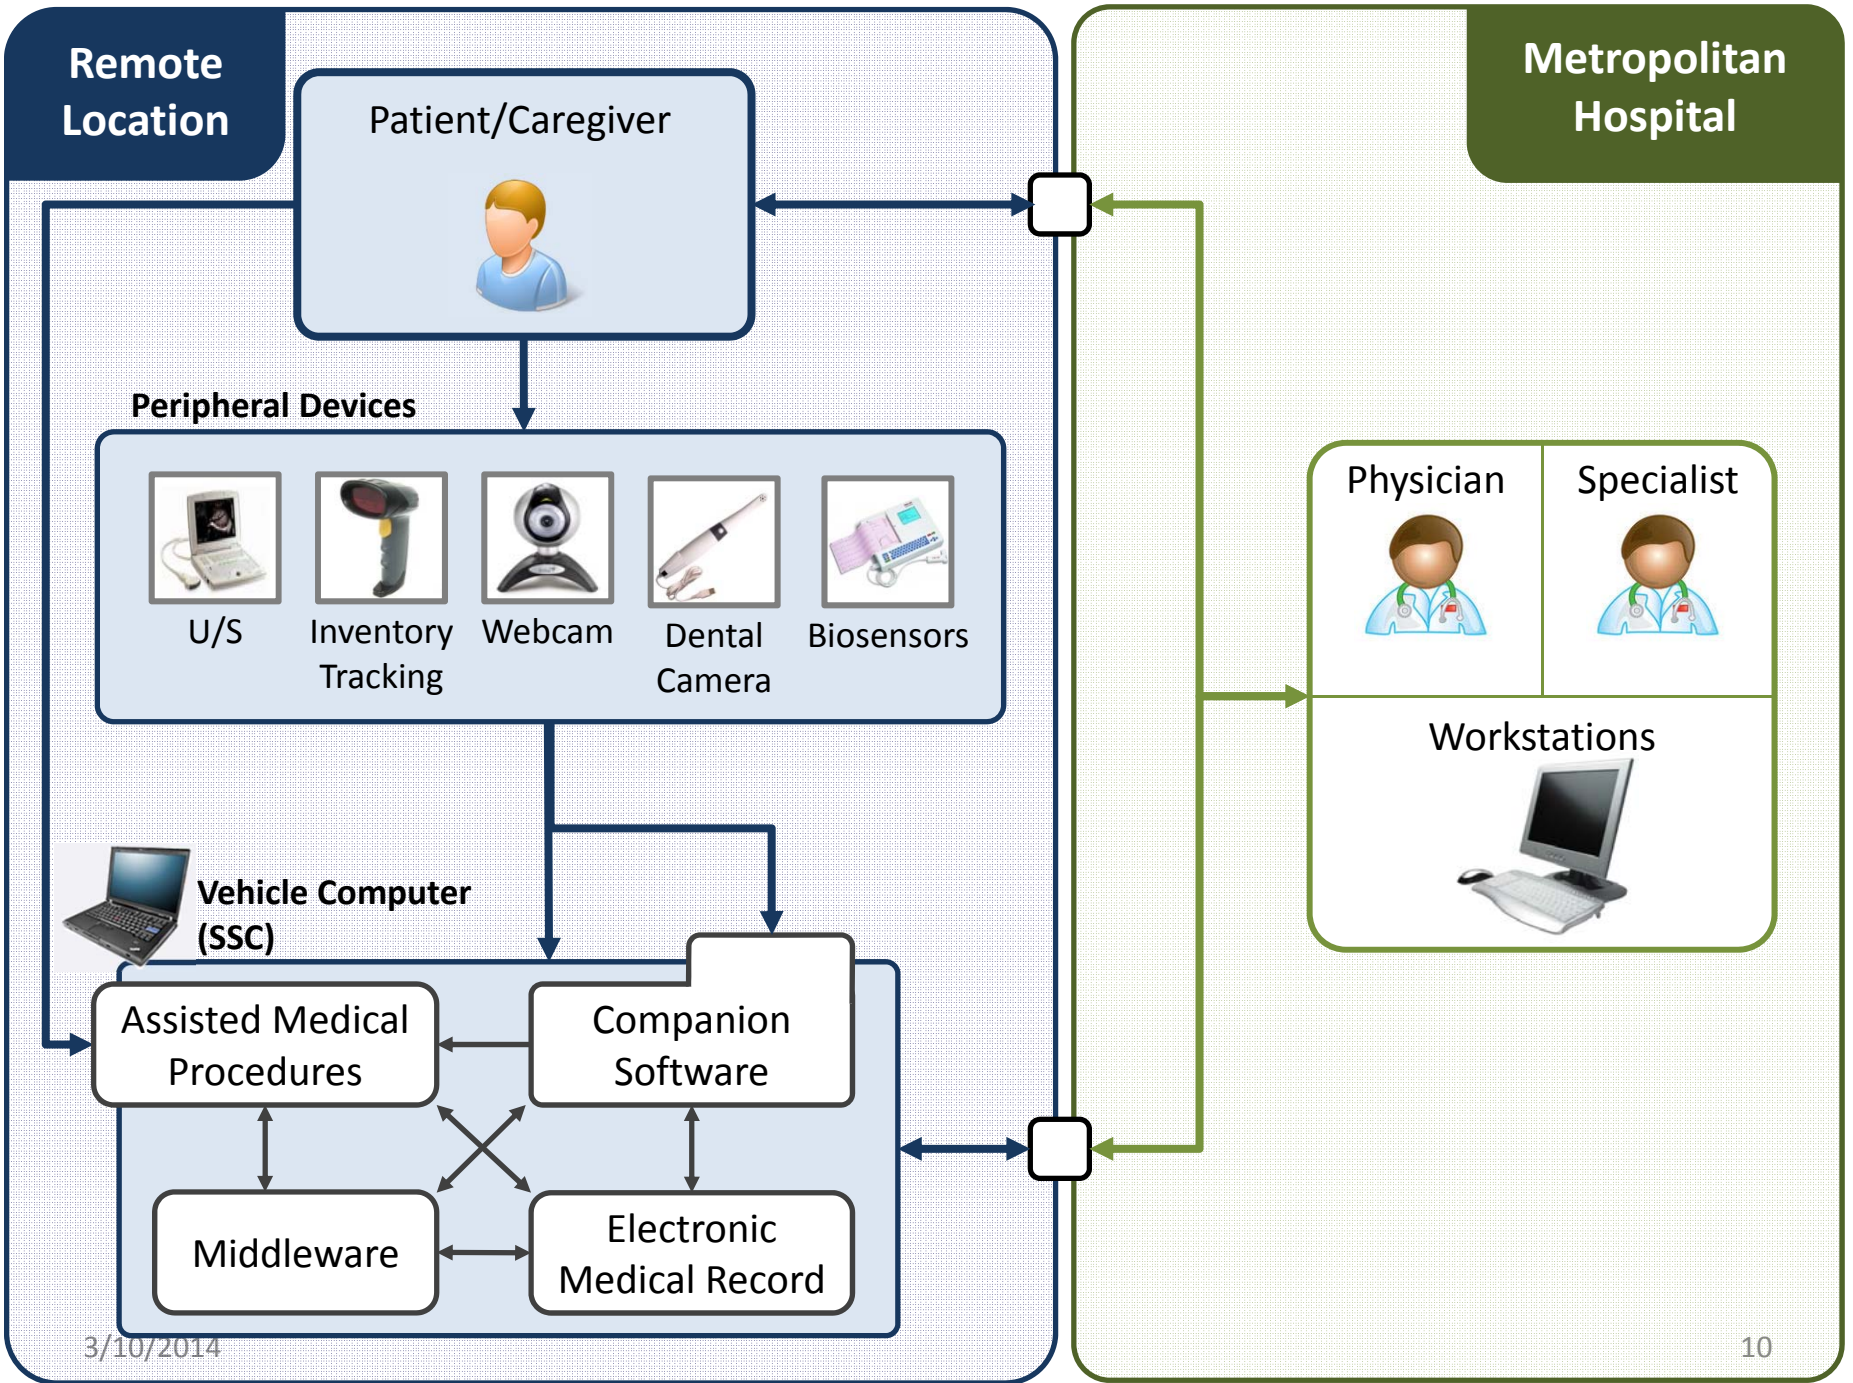 Remote
Location
Metropolitan
Hospital
Patient/Caregiver
Peripheral Devices
U/S
Inventory
Tracking
Webcam
Dental
Camera
Biosensors
Physician
Specialist
Workstations
Vehicle Computer
(SSC)
Assisted Medical
Procedures
Companion
Software
Middleware
Electronic
Medical Record
3/10/2014
10